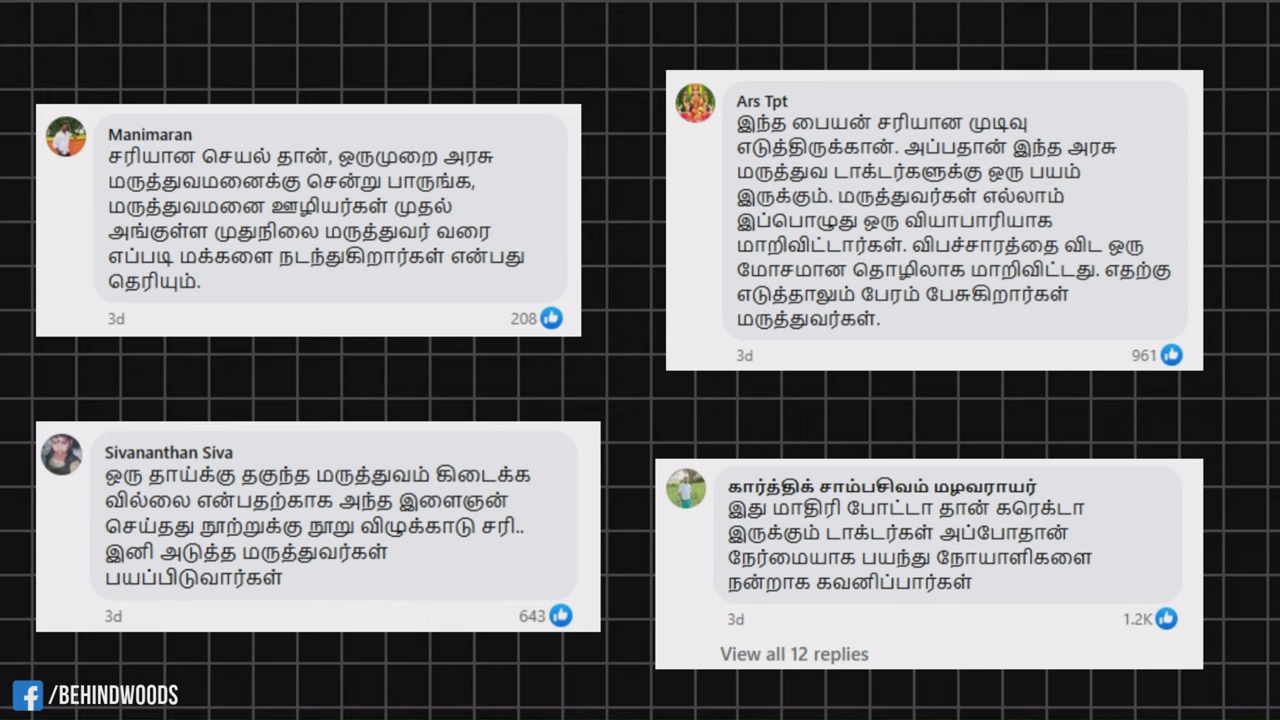 Manimaran
சரியான செயல் தான், ஒருமுறை அரசு
மருத்துவமனைக்கு சென்று பாருங்க,
மருத்துவமனை ஊழியர்கள் முதல்
அங்குள்ள முதுநிலை மருத்துவர் வரை
எப்படி மக்களை நடந்துகிறார்கள் என்பது
தெரியும்.
3d
208
Ars Tpt
இந்த பையன் சரியான முடிவு
எடுத்திருக்கான். அப்பதான் இந்த அரசு
மருத்துவ டாக்டர்களுக்கு ஒரு பயம்
இருக்கும். மருத்துவர்கள் எல்லாம்
இப்பொழுது ஒரு வியாபாரியாக
மாறிவிட்டார்கள். விபச்சாரத்தை விட ஒரு
மோசமான தொழிலாக மாறிவிட்டது. எதற்கு
எடுத்தாலும் பேரம் பேசுகிறார்கள்
மருத்துவர்கள்.
3d
961
Sivananthan Siva
ஒரு தாய்க்கு தகுந்த மருத்துவம் கிடைக்க
வில்லை என்பதற்காக அந்த இளைஞன்
செய்தது நூற்றுக்கு நூறு விழுக்காடு சரி..
இனி அடுத்த மருத்துவர்கள்
பயப்பிடுவார்கள்
3d
643
கார்த்திக் சாம்பசிவம் மழவராயர்
இது மாதிரி போட்டா தான் கரெக்டா
இருக்கும் டாக்டர்கள் அப்போதான்
நேர்மையாக பயந்து நோயாளிகளை
நன்றாக கவனிப்பார்கள்
3d
1.2K
View all 12 replies
/BEHINDWOODS